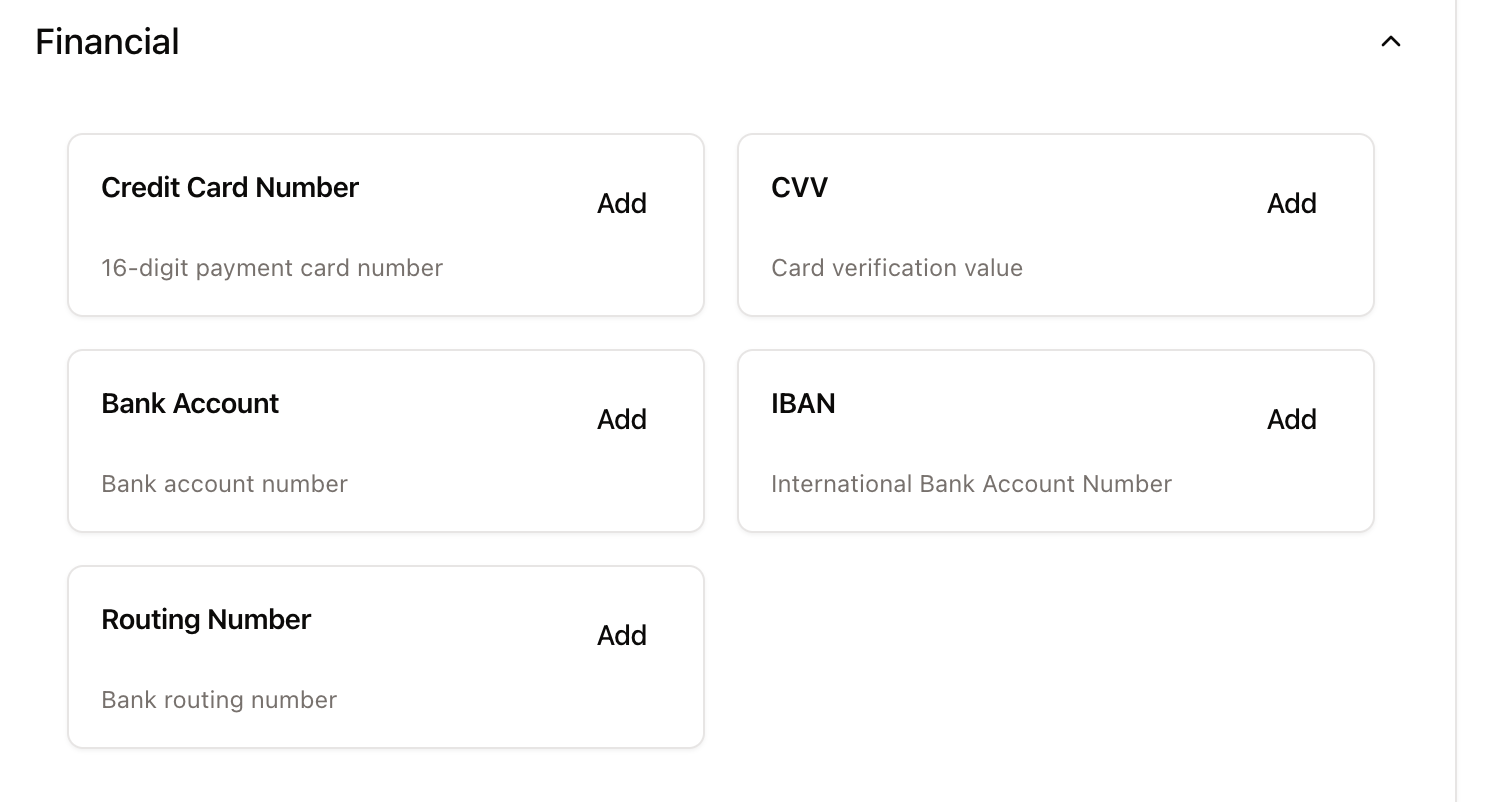 Financial
Credit Card Number
Add
16-digit payment card number
CVV
Add
Card verification value
Bank Account
Add
Bank account number
IBAN
Add
International Bank Account Number
Routing Number
Add
Bank routing number